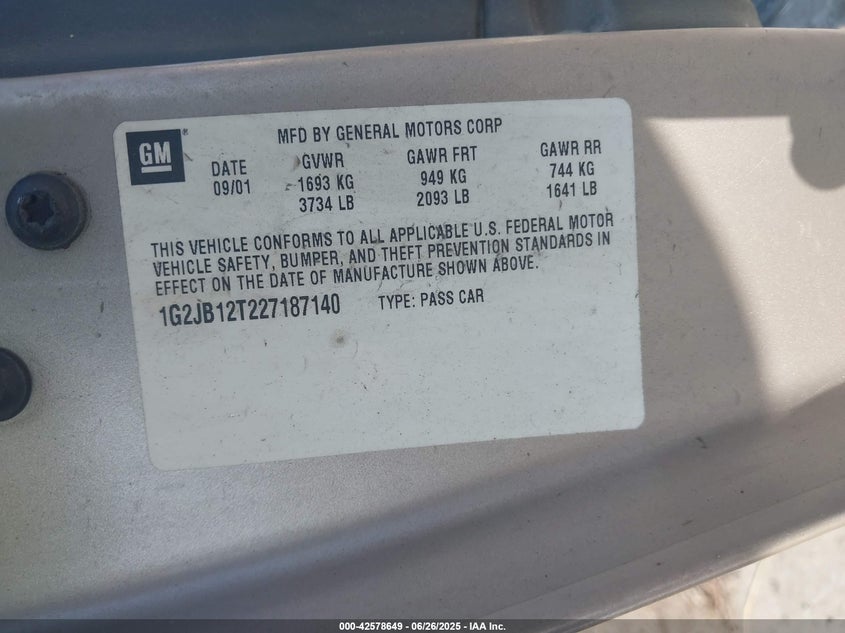 MFD BY GENERAL MOTORS CORP
GM®
DATE GVWR GAWR FRT GAWR RR
09/01 1693 KG 949 KG 744 KG
3734 LB 2093 LB 1641 LB
THIS VEHICLE CONFORMS TO ALL APPLICABLE U.S. FEDERAL MOTOR
VEHICLE SAFETY, BUMPER, AND THEFT PREVENTION STANDARDS IN
EFFECT ON THE DATE OF MANUFACTURE SHOWN ABOVE.
1G2JB12T227187140 TYPE: PASS CAR
000-42578649 | 06/26/2025 - IAA Inc.